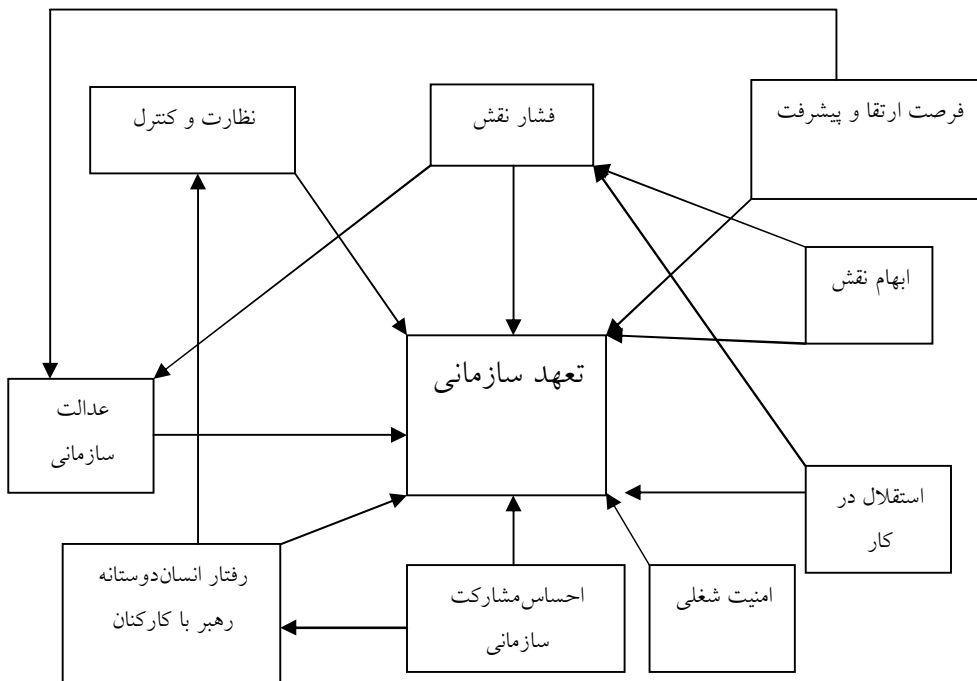 فرصت ارتقا و پیشرفت
فشار نقش
نظارت و کنترل
ابهام نقش
تعهد سازمانی
عدالت
سازمانی
استقلال در
کار
امنیت شغلی
احساس‌مشارکت
سازمانی
رفتار انسان‌دوستانه
رهبر با کارکنان